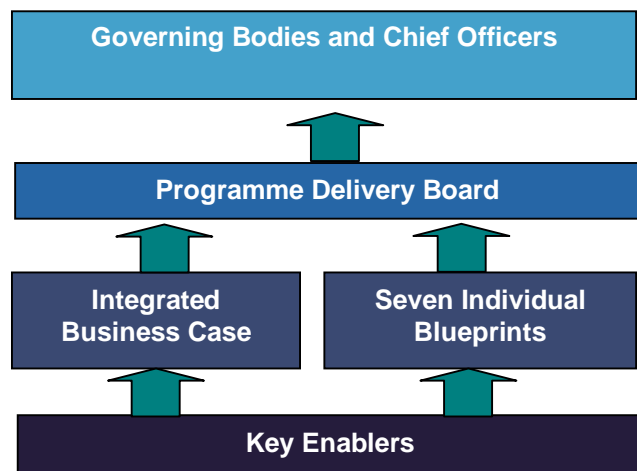 Governing Bodies and Chief Officers
Programme Delivery Board
Integrated
Business Case
Seven Individual
Blueprints
Key Enablers